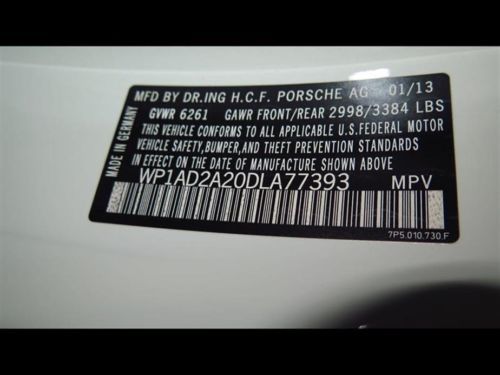 MFD BY DR.ING H.C.F. PORSCHE AG 01/13
GVWR 6261 GAWR FRONT/REAR 2998/3384 LBS
THIS VEHICLE CONFORMS TO ALL APPLICABLE U.S.FEDERAL MOTOR
VEHICLE SAFETY, BUMPER, AND THEFT PREVENTION STANDARDS
IN EFFECT ON THE DATE OF MANUFACTURE SHOWN ABOVE.
WP1AD2A20DLA77393 MPV
MADE IN GERMANY
7P5.010.730.F